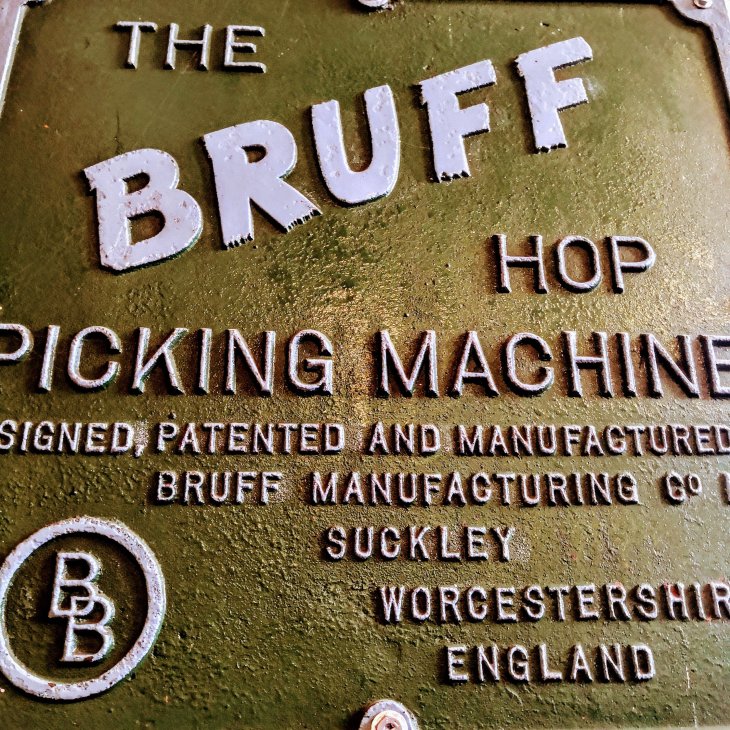 THE
BRUFF
HOP
PICKING MACHINE
SIGNED, PATENTED AND MANUFACTURED
BRUFF MANUFACTURING Cº
SUCKLEY
WORCESTERSHIR
ENGLAND
BB